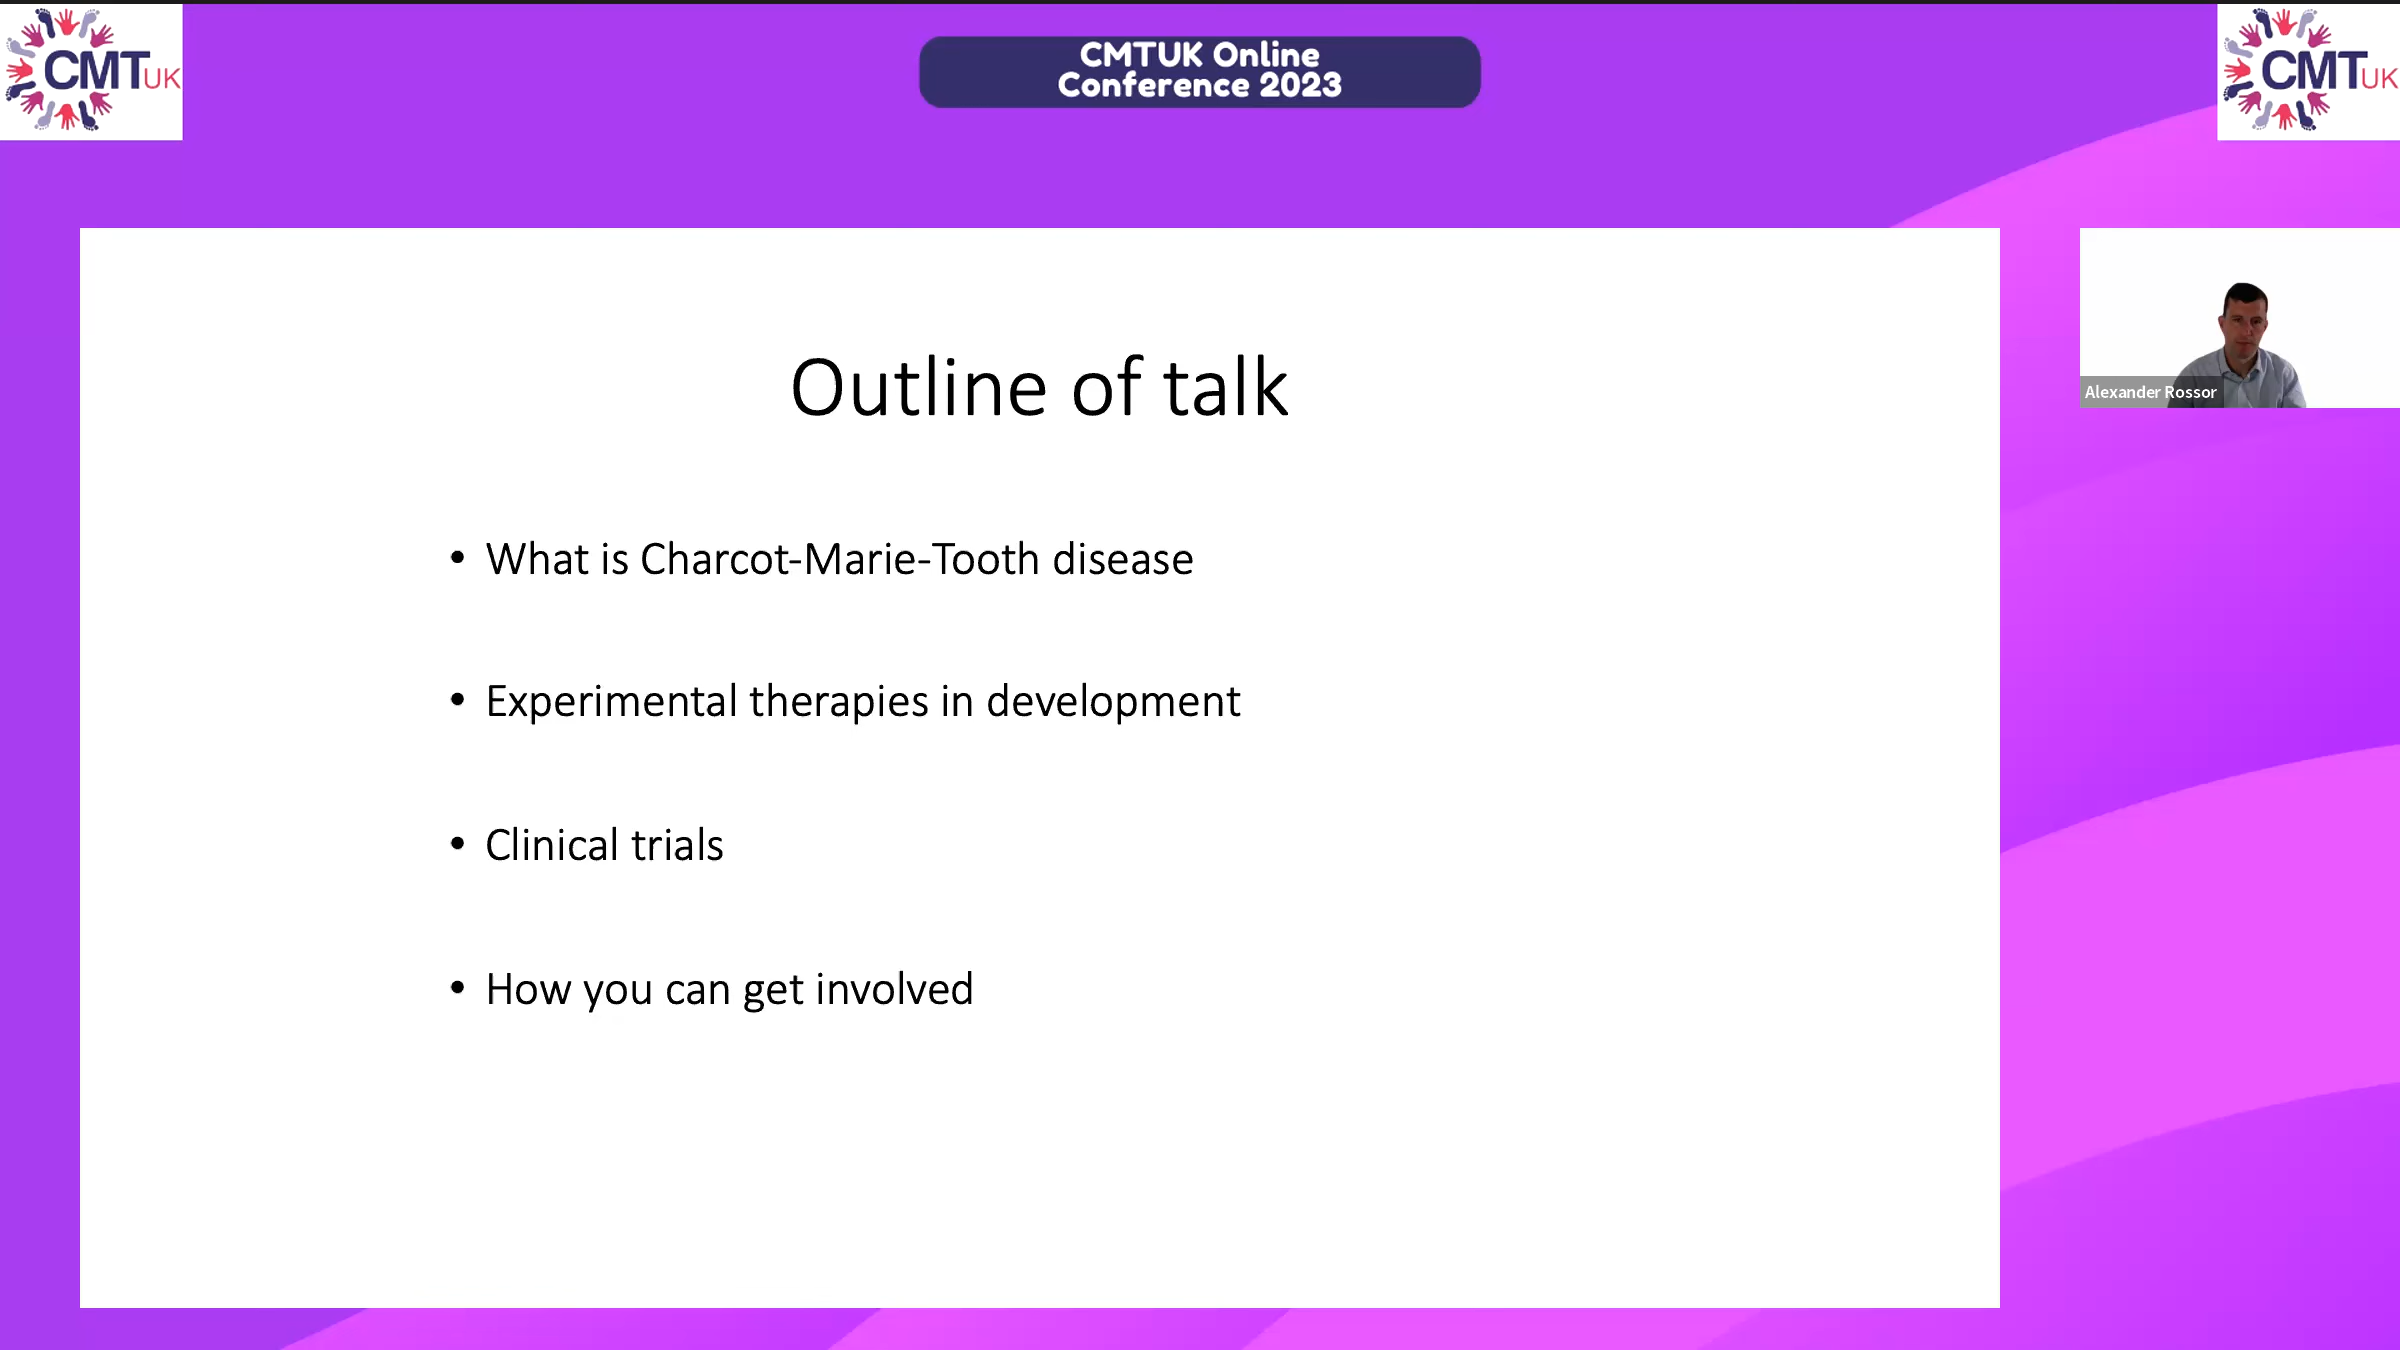 CMTUK
CMTUK Online
Conference 2023
CMTUK
Outline of talk
Alexander Rossor
• What is Charcot-Marie-Tooth disease
• Experimental therapies in development
• Clinical trials
• How you can get involved